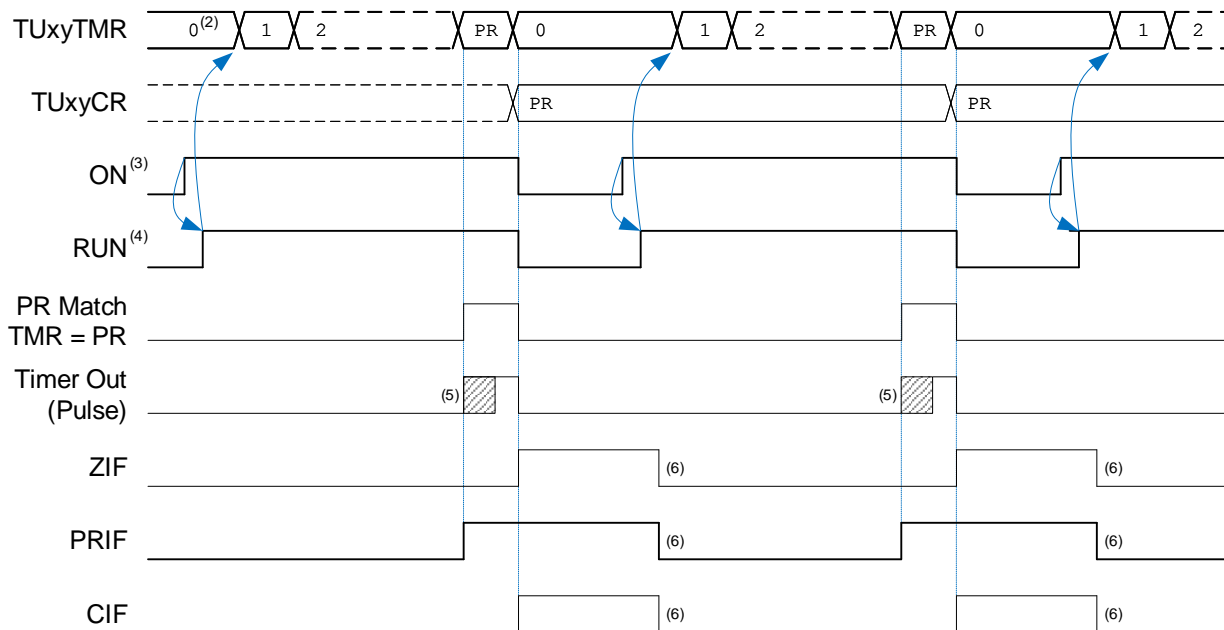 TUxyTMR 0(2) 1 2 PR 0 1 2 PR 0 1 2
TUxyCR PR PR
ON(3)
RUN(4)
PR Match
TMR = PR
Timer Out
(Pulse) (5) (5)
ZIF (6) (6)
PRIF (6) (6)
CIF (6) (6)